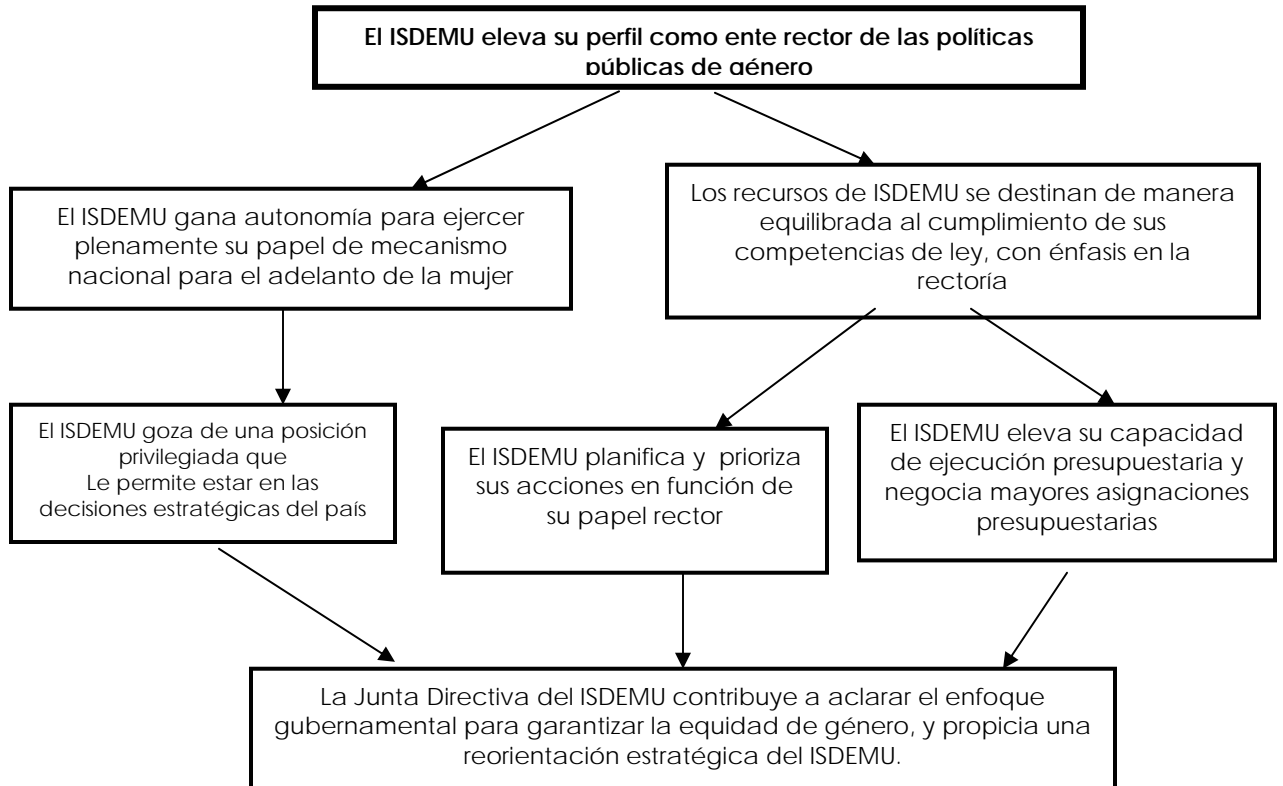 El ISDEMU eleva su perfil como ente rector de las políticas
públicas de género
El ISDEMU gana autonomía para ejercer
plenamente su papel de mecanismo
nacional para el adelanto de la mujer
Los recursos de ISDEMU se destinan de manera
equilibrada al cumplimiento de sus
competencias de ley, con énfasis en la
rectoría
El ISDEMU goza de una posición
privilegiada que
Le permite estar en las
decisiones estratégicas del país
El ISDEMU planifica y prioriza
sus acciones en función de
su papel rector
El ISDEMU eleva su capacidad
de ejecución presupuestaria y
negocia mayores asignaciones
presupuestarias
La Junta Directiva del ISDEMU contribuye a aclarar el enfoque
gubernamental para garantizar la equidad de género, y propicia una
reorientación estratégica del ISDEMU.